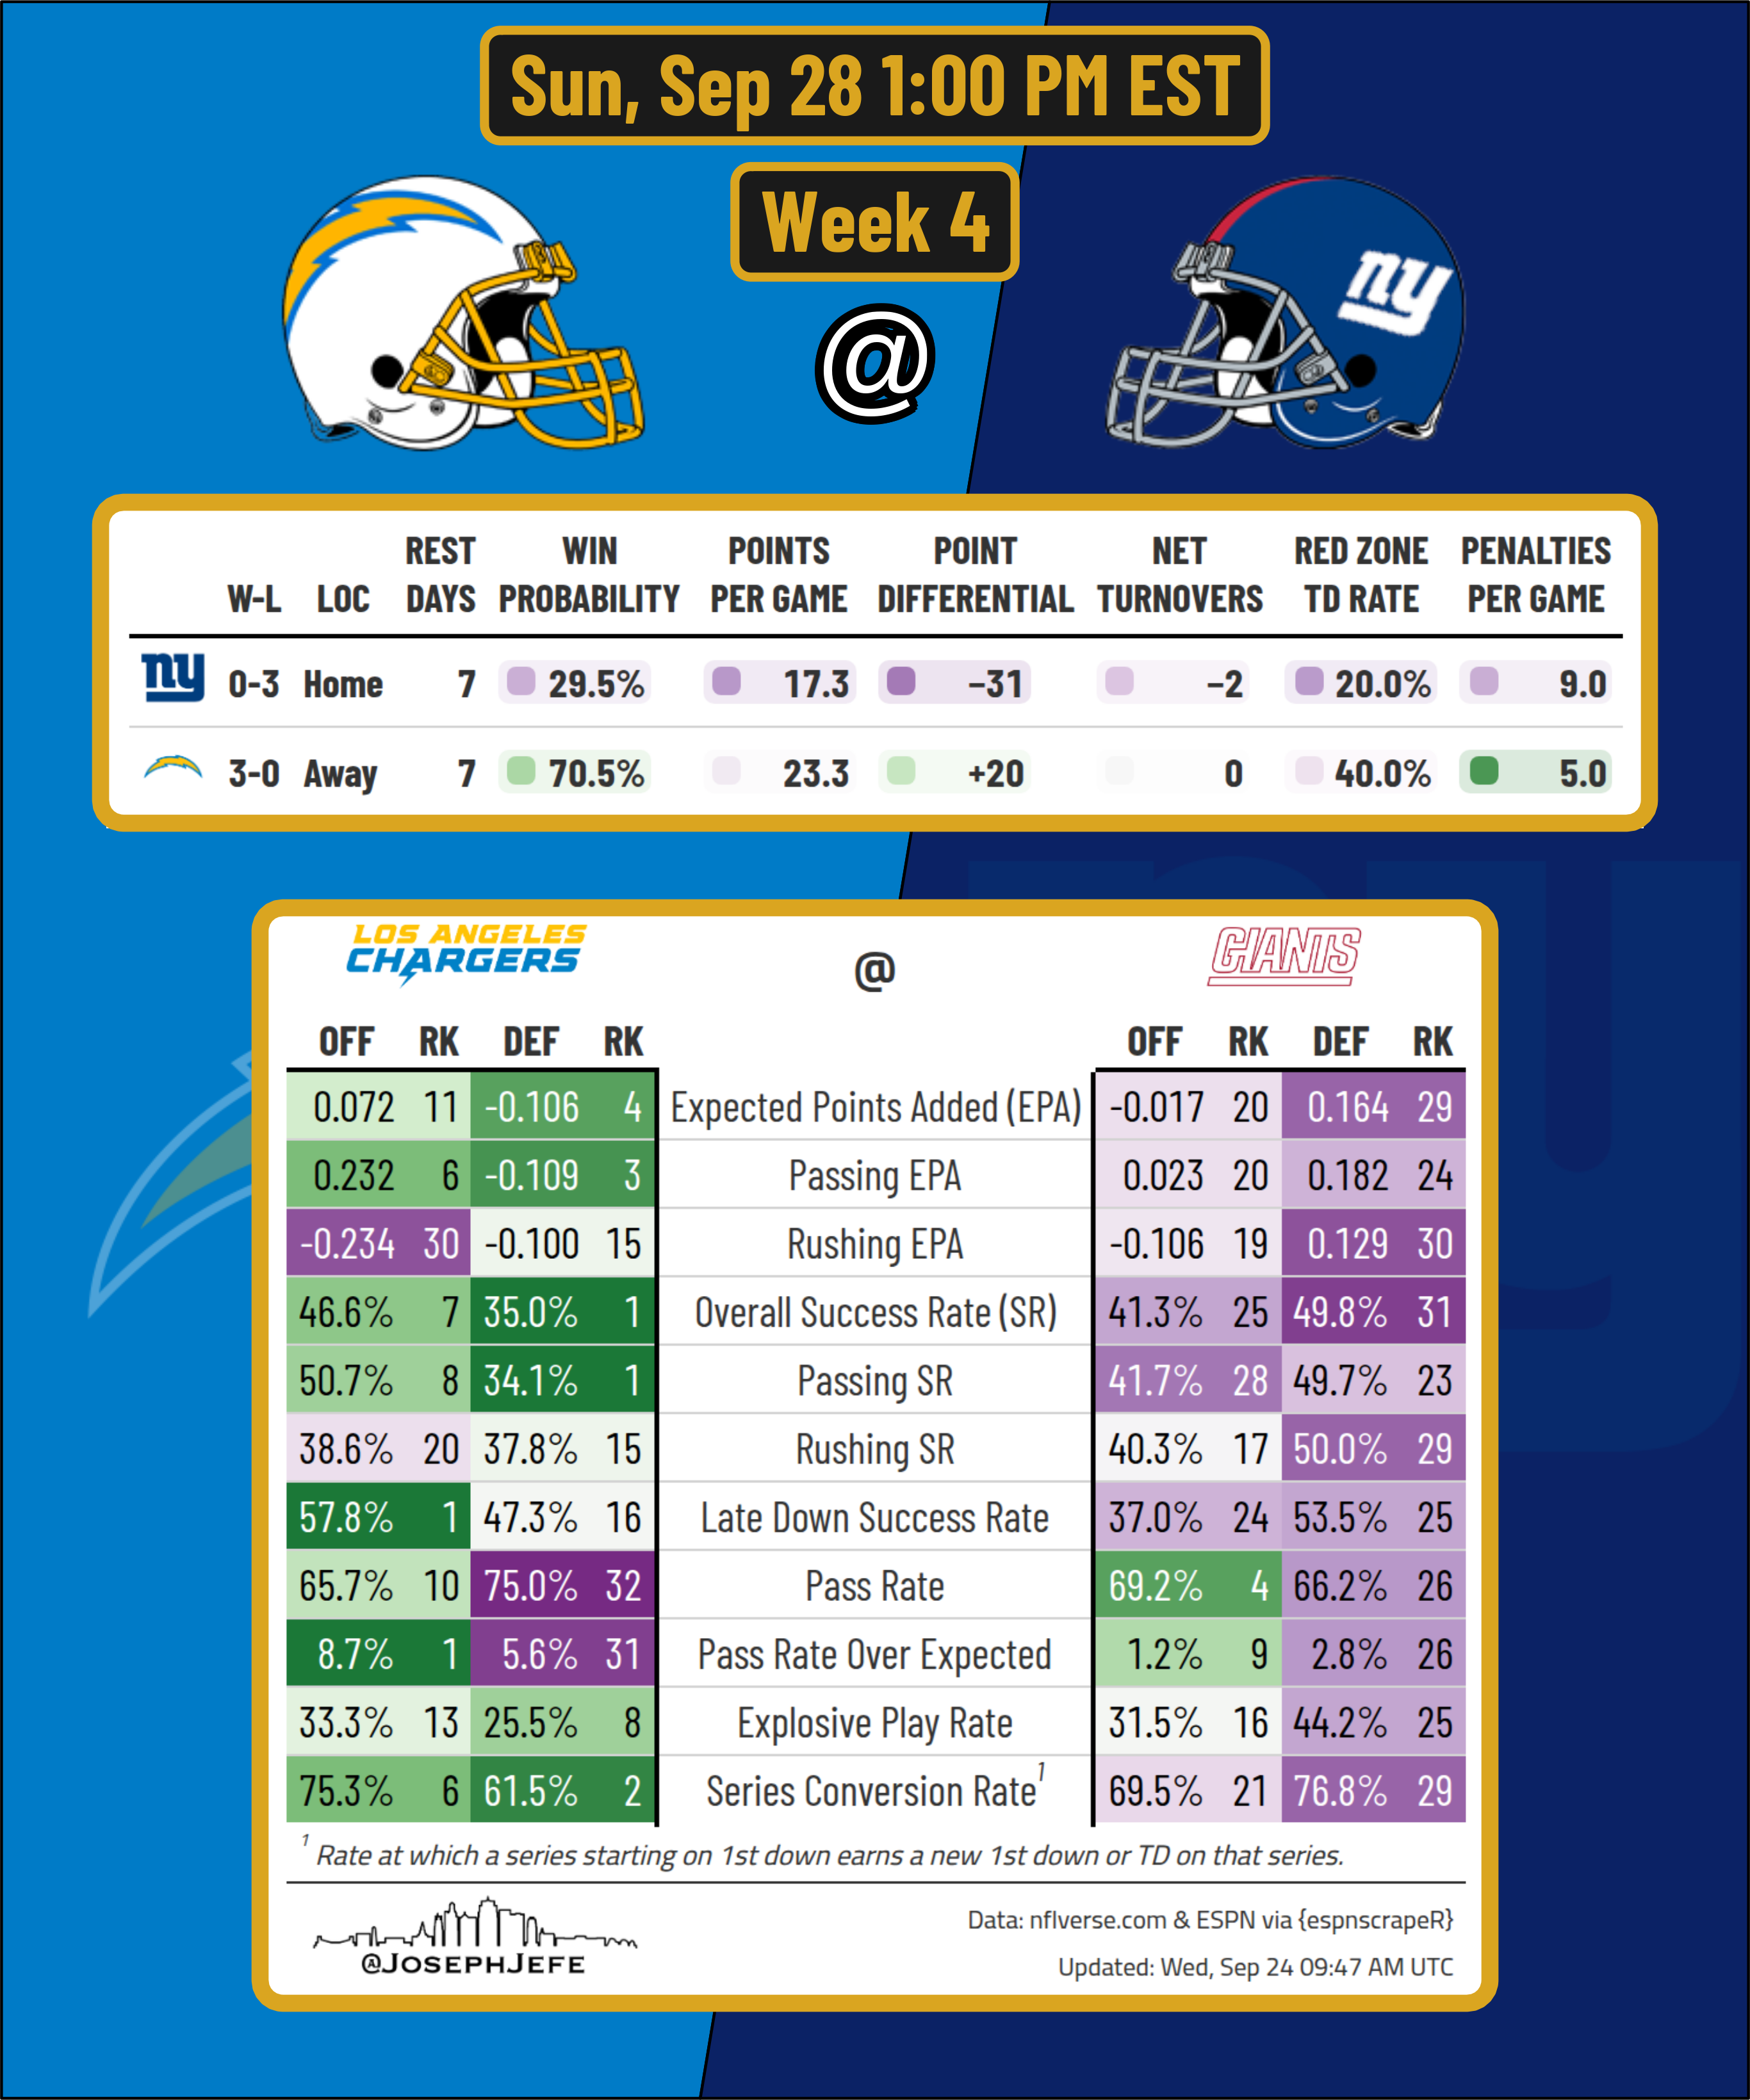 Sun, Sep 28 1:00 PM EST
Week 4
@
ny
REST WIN POINTS POINT NET RED ZONE PENALTIES
W-L LOC DAYS PROBABILITY PER GAME DIFFERENTIAL TURNOVERS TD RATE PER GAME
ny 0-3 Home 7 29.5% 17.3 −31 −2 20.0% 9.0
3-0 Away 7 70.5% 23.3 +20 0 40.0% 5.0
LOS ANGELES
CHARGERS @ GIANTS
OFF RK DEF RK OFF RK DEF RK
0.072 11 -0.106 4 Expected Points Added (EPA) -0.017 20 0.164 29
0.232 6 -0.109 3 Passing EPA 0.023 20 0.182 24
-0.234 30 -0.100 15 Rushing EPA -0.106 19 0.129 30
46.6% 7 35.0% 1 Overall Success Rate (SR) 41.3% 25 49.8% 31
50.7% 8 34.1% 1 Passing SR 41.7% 28 49.7% 23
38.6% 20 37.8% 15 Rushing SR 40.3% 17 50.0% 29
57.8% 1 47.3% 16 Late Down Success Rate 37.0% 24 53.5% 25
65.7% 10 75.0% 32 Pass Rate 69.2% 4 66.2% 26
8.7% 1 5.6% 31 Pass Rate Over Expected 1.2% 9 2.8% 26
33.3% 13 25.5% 8 Explosive Play Rate 31.5% 16 44.2% 25
75.3% 6 61.5% 2 Series Conversion Rate¹ 69.5% 21 76.8% 29
¹ Rate at which a series starting on 1st down earns a new 1st down or TD on that series.
@JOSEPHJEFE
Data: nflverse.com & ESPN via {espnscrapeR}
Updated: Wed, Sep 24 09:47 AM UTC